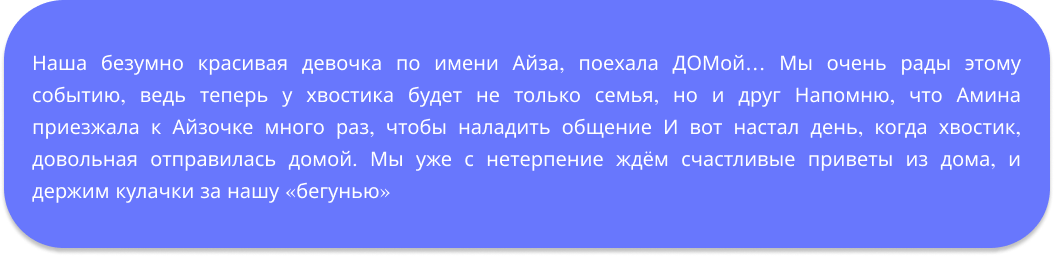 Наша безумно красивая девочка по имени Айза, поехала ДОМой... Мы очень рады этому
событию, ведь теперь у хвостика будет не только семья, но и друг Напомню, что Амина
приезжала к Айзочке много раз, чтобы наладить общение И вот настал день, когда хвостик,
довольная отправилась домой. Мы уже с нетерпение ждём счастливые приветы из дома, и
держим кулачки за нашу «бегунью»